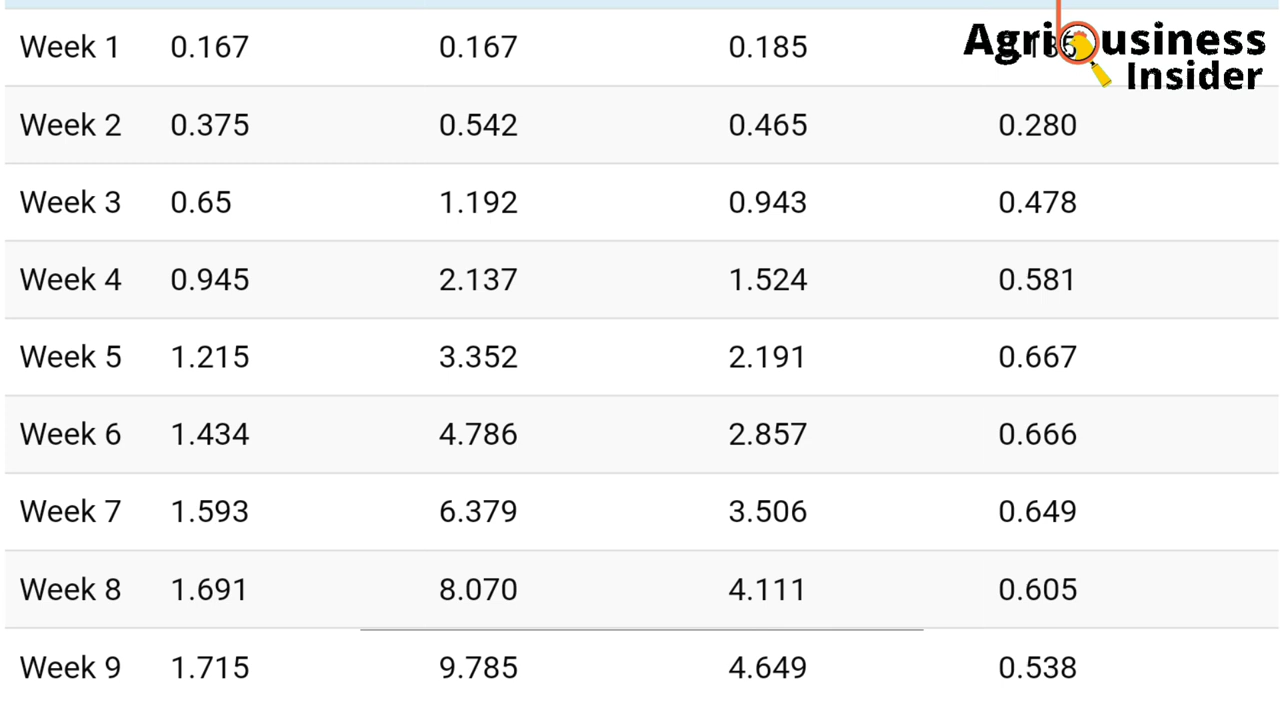 Week 1 0.167 0.167 0.185
Agribusiness
Insider
Week 2 0.375 0.542 0.465 0.280
Week 3 0.65 1.192 0.943 0.478
Week 4 0.945 2.137 1.524 0.581
Week 5 1.215 3.352 2.191 0.667
Week 6 1.434 4.786 2.857 0.666
Week 7 1.593 6.379 3.506 0.649
Week 8 1.691 8.070 4.111 0.605
Week 9 1.715 9.785 4.649 0.538